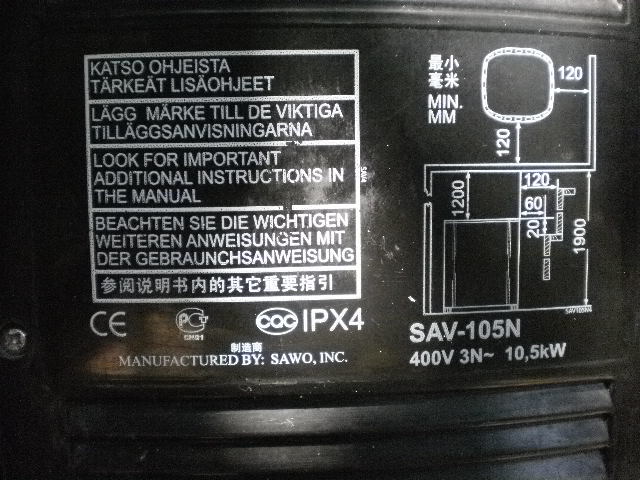 KATSO OHJEISTA
TÄRKEÄT LISÄOHJEET
LÄGG MÄRKE TILL DE VIKTIGA
TILLÄGGSANVISNINGARNA
LOOK FOR IMPORTANT
ADDITIONAL INSTRUCTIONS IN
THE MANUAL
BEACHTEN SIE DIE WICHTIGEN
WEITEREN ANWEISUNGEN MIT
DER GEBRAUNCHSANWEISUNG
参阅说明书内的其它重要指引
CE
CQC IPX4
制造商
MANUFACTURED BY: SAWO, INC.
最小
毫米
MIN.
MM
120
120
120
1200
60
20
1900
SAV105N4
SAV-105N
400V 3N~ 10,5kW